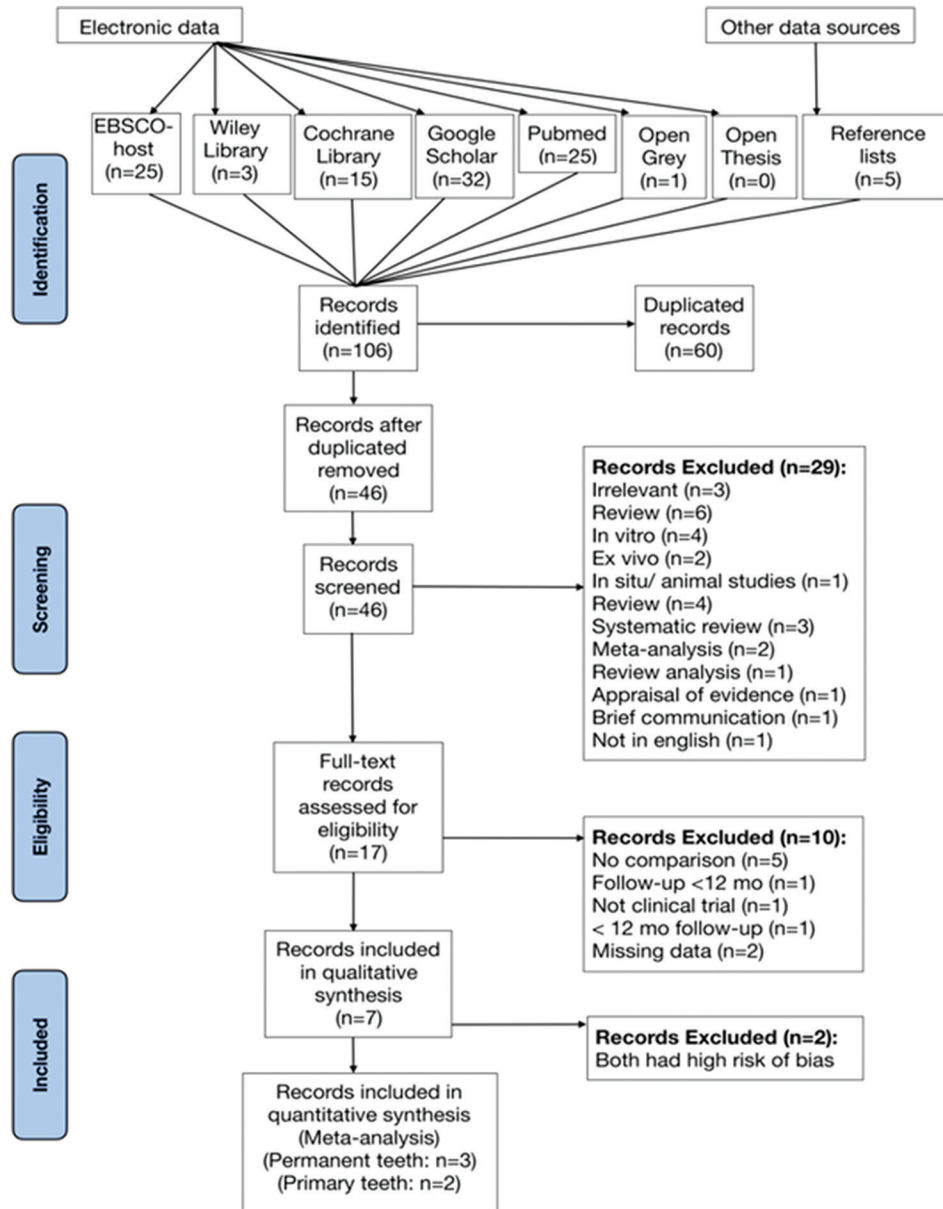 Electronic data
Other data sources
EBSCO-
host
(n=25)
Wiley
Library
(n=3)
Cochrane
Library
(n=15)
Google
Scholar
(n=32)
Pubmed
(n=25)
Open
Grey
(n=1)
Open
Thesis
(n=0)
Reference
lists
(n=5)
Identification
Records
identified
(n=106)
Duplicated
records
(n=60)
Records after
duplicated
removed
(n=46)
Screening
Records
screened
(n=46)
Records Excluded (n=29):
Irrelevant (n=3)
Review (n=6)
In vitro (n=4)
Ex vivo (n=2)
In situ/ animal studies (n=1)
Review (n=4)
Systematic review (n=3)
Meta-analysis (n=2)
Review analysis (n=1)
Appraisal of evidence (n=1)
Brief communication (n=1)
Not in english (n=1)
Eligibility
Full-text
records
assessed for
eligibility
(n=17)
Records Excluded (n=10):
No comparison (n=5)
Follow-up <12 mo (n=1)
Not clinical trial (n=1)
< 12 mo follow-up (n=1)
Missing data (n=2)
Included
Records included
in qualitative
synthesis
(n=7)
Records Excluded (n=2):
Both had high risk of bias
Records included in
quantitative synthesis
(Meta-analysis)
(Permanent teeth: n=3)
(Primary teeth: n=2)